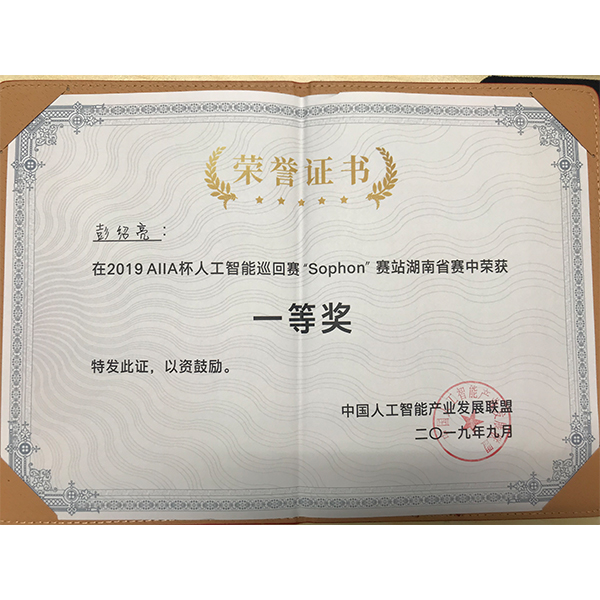 荣誉证书
彭绍亮：
在2019 AIIA杯人工智能巡回赛“Sophon”赛站湖南省赛中荣获
一等奖
特发此证，以资鼓励。
中国人工智能产业发展联盟
二〇一九年九月